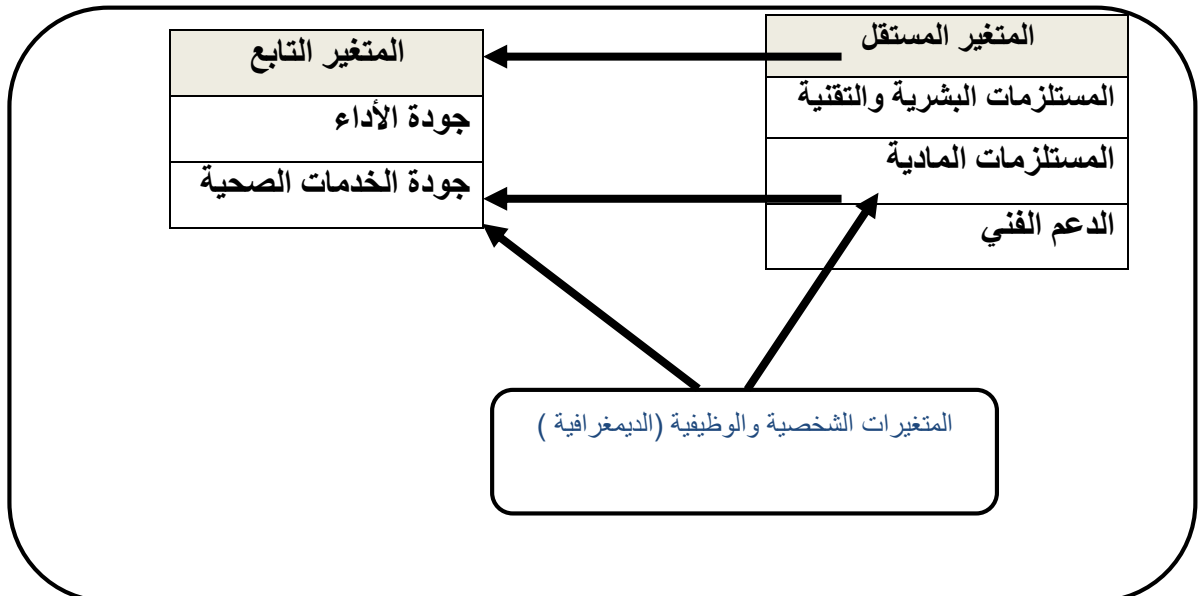 المتغير المستقل
المستلزمات البشرية والتقنية
المستلزمات المادية
الدعم الفني
المتغير التابع
جودة الأداء
جودة الخدمات الصحية
المتغيرات الشخصية والوظيفية (الديمغرافية )